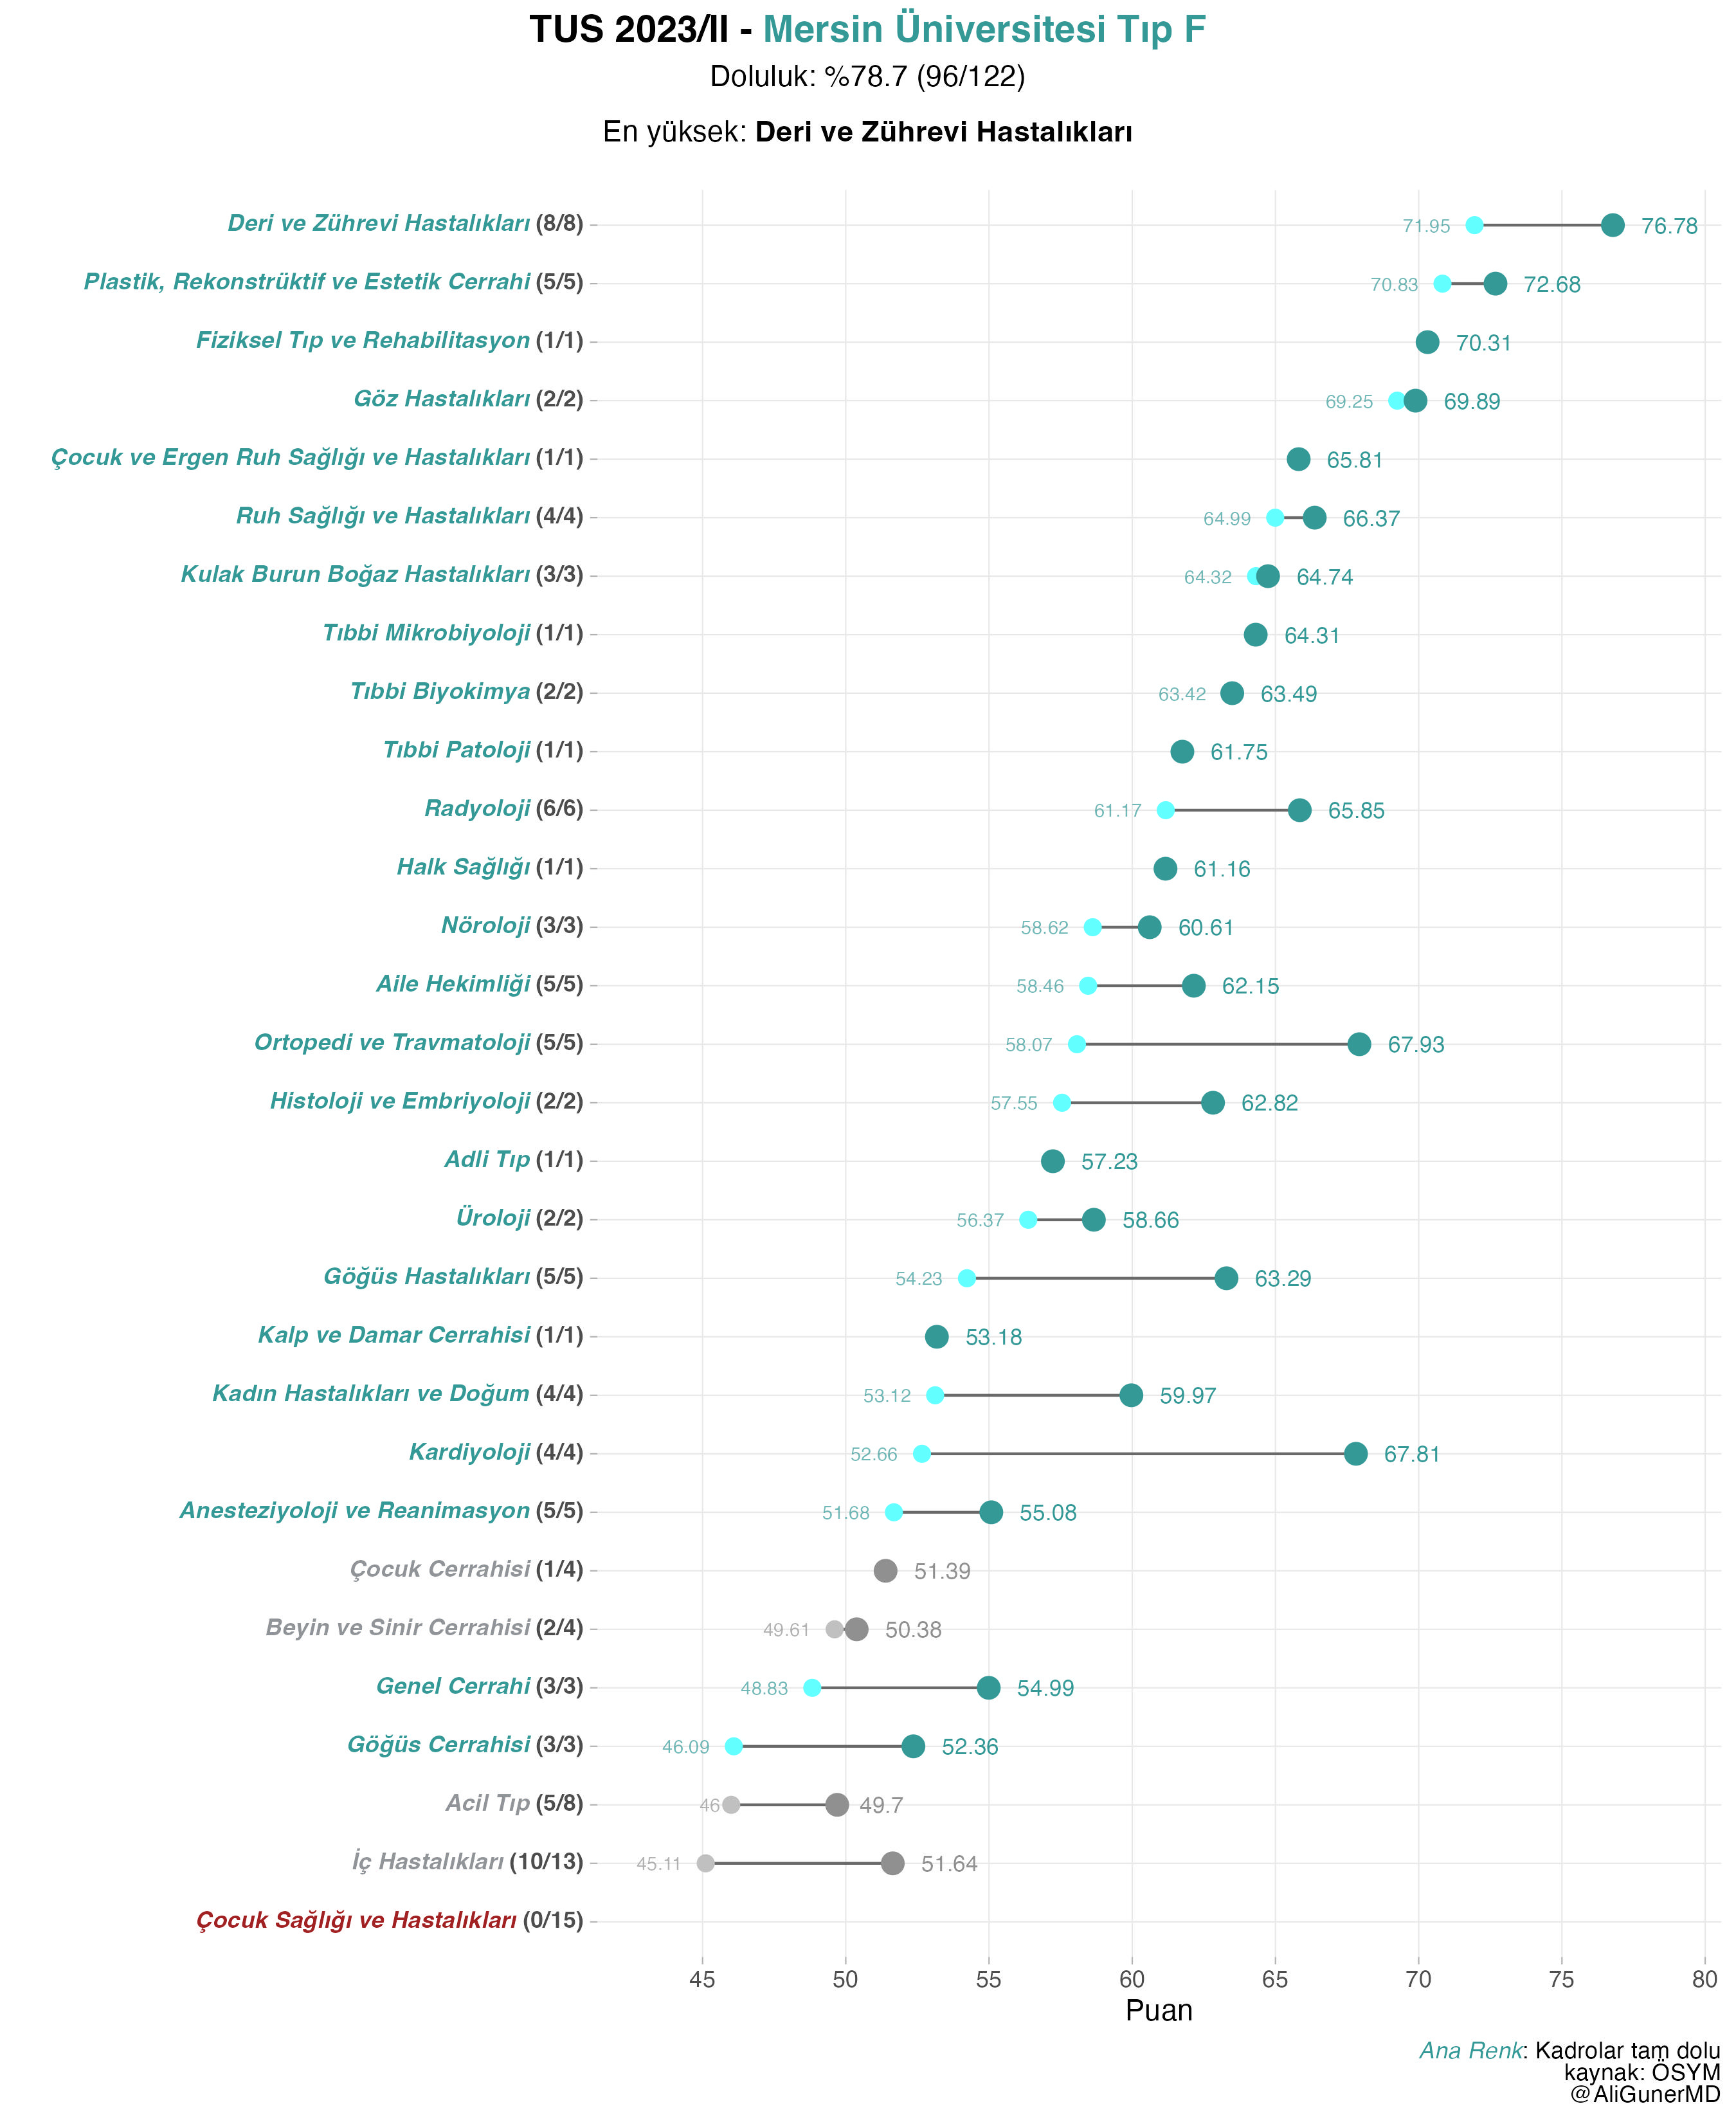 TUS 2023/II - Mersin Üniversitesi Tıp F
Doluluk: %78.7 (96/122)
En yüksek: Deri ve Zührevi Hastalıkları
Deri ve Zührevi Hastalıkları (8/8) 71.95 76.78
Plastik, Rekonstrüktif ve Estetik Cerrahi (5/5) 70.83 72.68
Fiziksel Tıp ve Rehabilitasyon (1/1) 70.31
Göz Hastalıkları (2/2) 69.25 69.89
Çocuk ve Ergen Ruh Sağlığı ve Hastalıkları (1/1) 65.81
Ruh Sağlığı ve Hastalıkları (4/4) 64.99 66.37
Kulak Burun Boğaz Hastalıkları (3/3) 64.32 64.74
Tıbbi Mikrobiyoloji (1/1) 64.31
Tıbbi Biyokimya (2/2) 63.42 63.49
Tıbbi Patoloji (1/1) 61.75
Radyoloji (6/6) 61.17 65.85
Halk Sağlığı (1/1) 61.16
Nöroloji (3/3) 58.62 60.61
Aile Hekimliği (5/5) 58.46 62.15
Ortopedi ve Travmatoloji (5/5) 58.07 67.93
Histoloji ve Embriyoloji (2/2) 57.55 62.82
Adli Tıp (1/1) 57.23
Üroloji (2/2) 56.37 58.66
Göğüs Hastalıkları (5/5) 54.23 63.29
Kalp ve Damar Cerrahisi (1/1) 53.18
Kadın Hastalıkları ve Doğum (4/4) 53.12 59.97
Kardiyoloji (4/4) 52.66 67.81
Anesteziyoloji ve Reanimasyon (5/5) 51.68 55.08
Çocuk Cerrahisi (1/4) 51.39
Beyin ve Sinir Cerrahisi (2/4) 49.61 50.38
Genel Cerrahi (3/3) 48.83 54.99
Göğüs Cerrahisi (3/3) 46.09 52.36
Acil Tıp (5/8) 46 49.7
İç Hastalıkları (10/13) 45.11 51.64
Çocuk Sağlığı ve Hastalıkları (0/15)
45 50 55 60 65 70 75 80
Puan
Ana Renk: Kadrolar tam dolu
kaynak: ÖSYM
@AliGunerMD